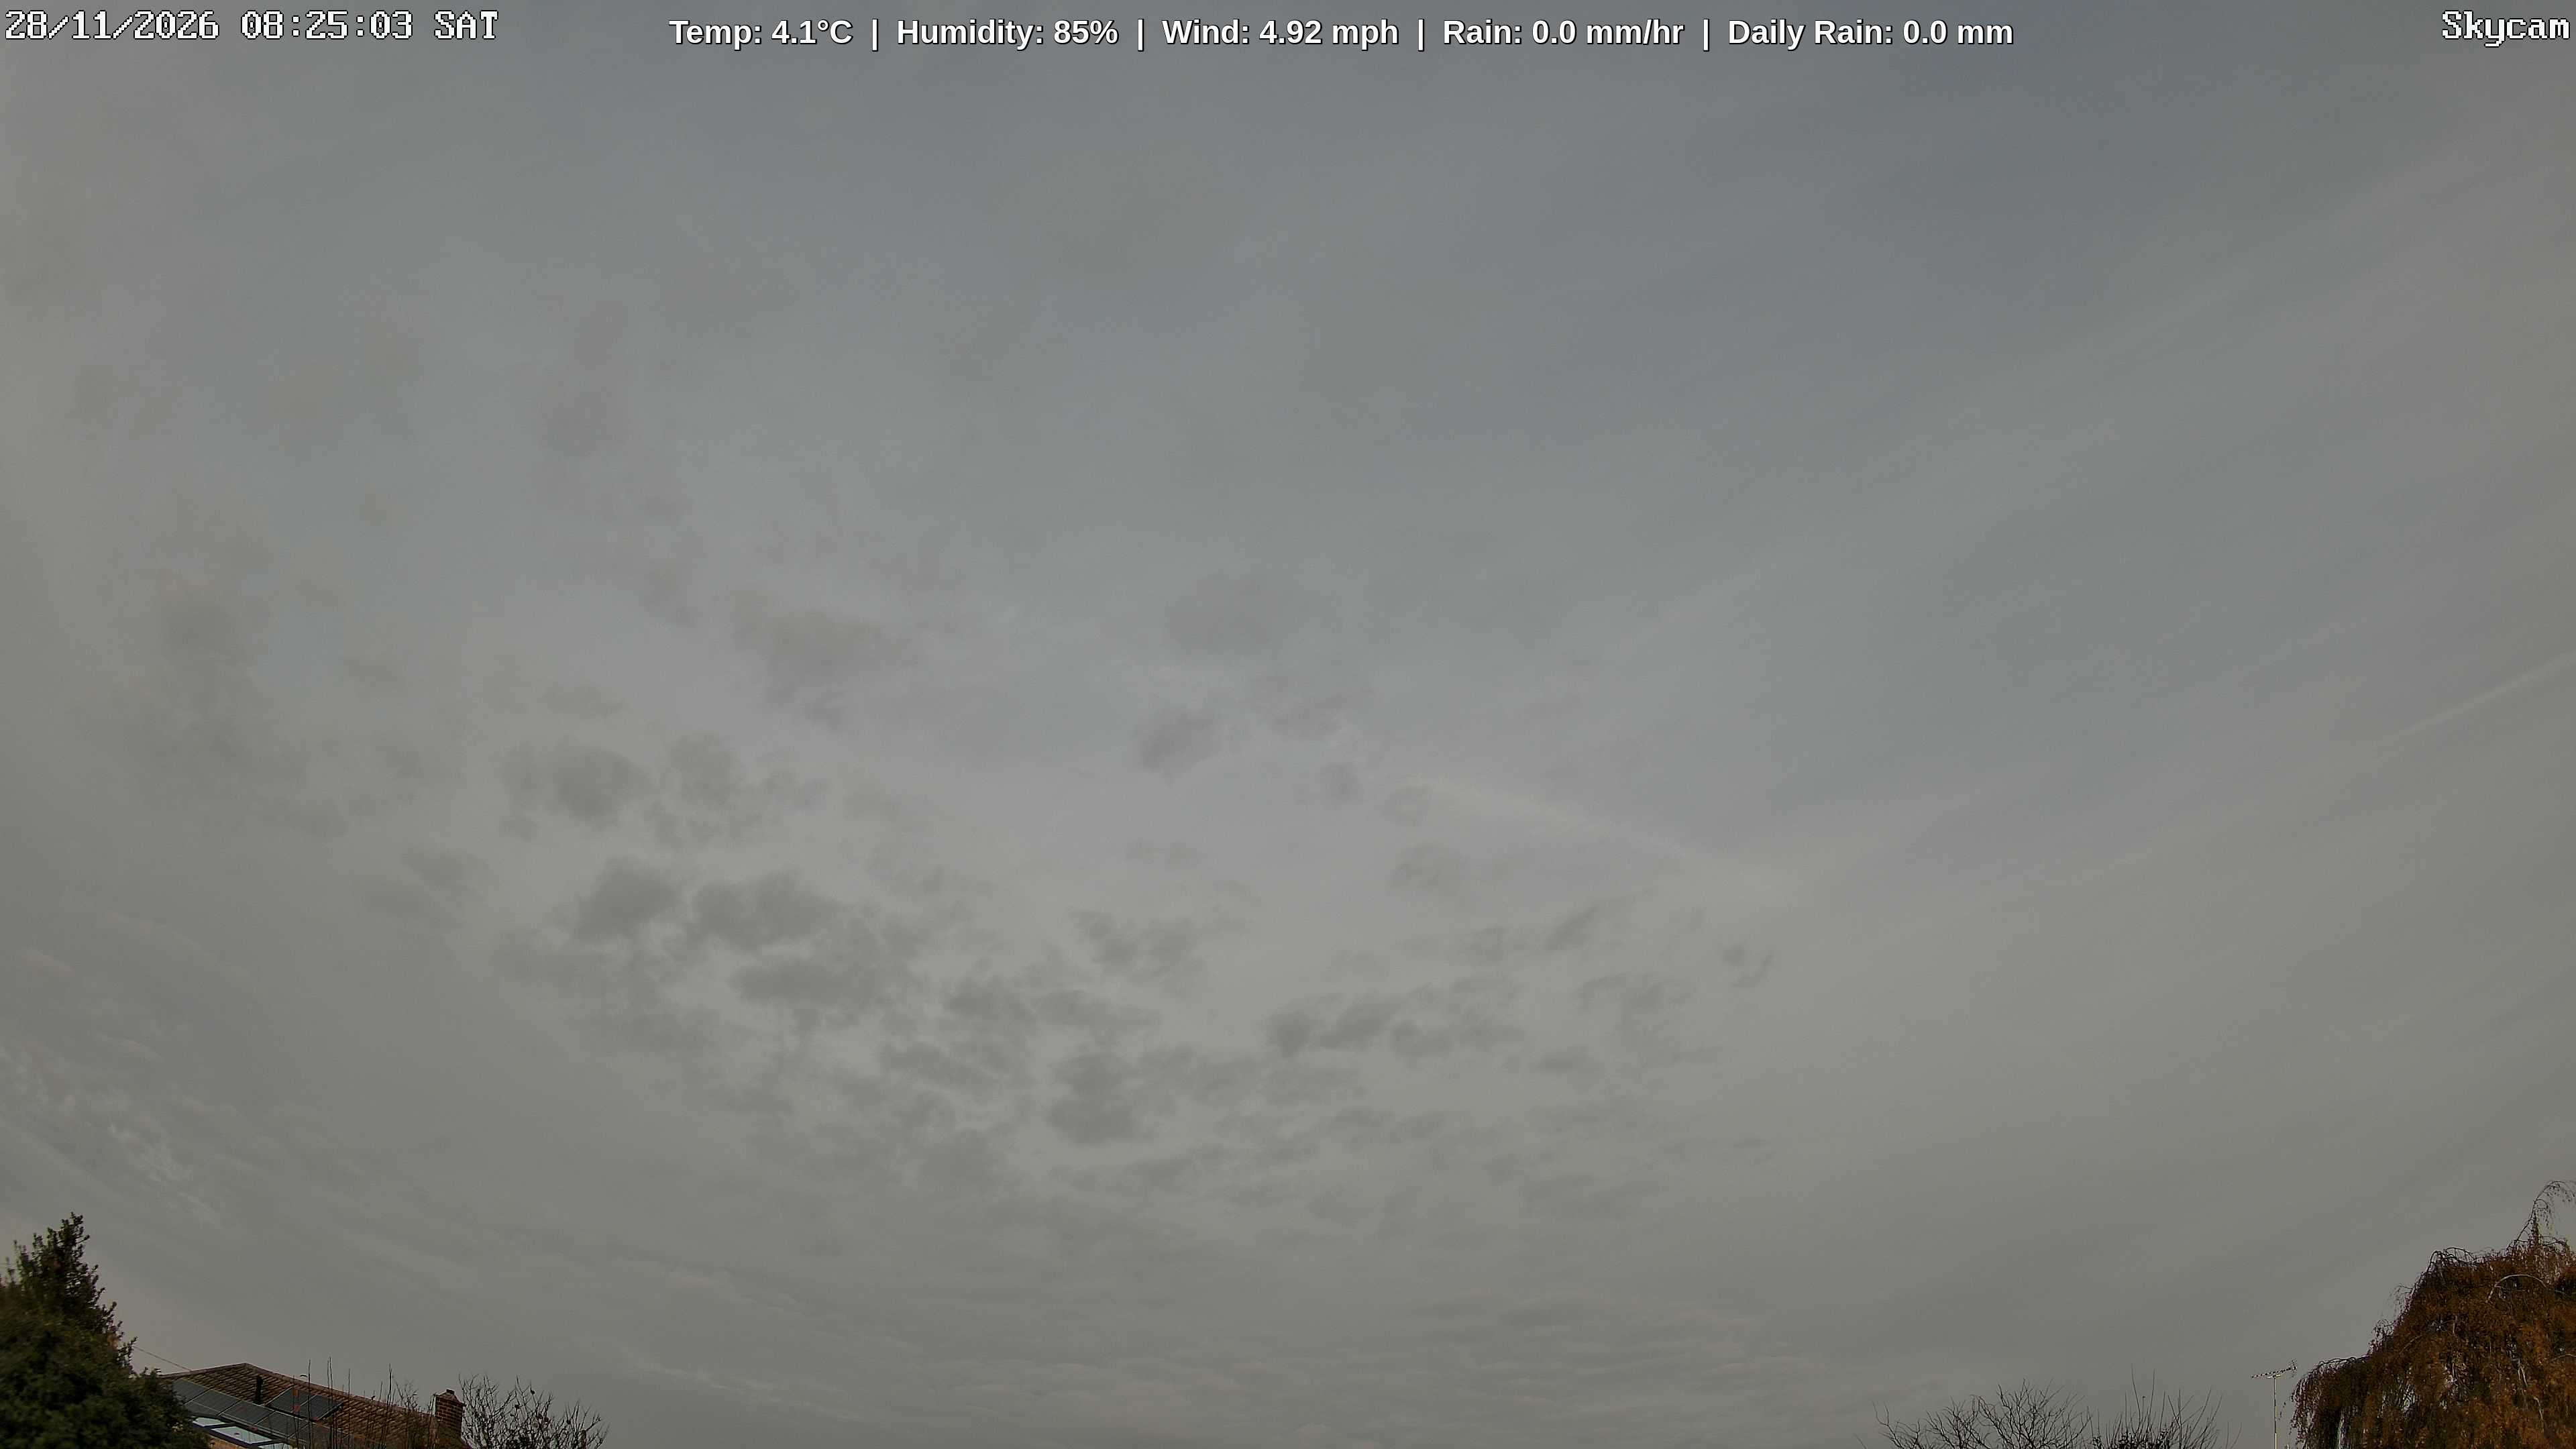 28/11/2026 08:25:03 SAT
Temp: 4.1°C | Humidity: 85% | Wind: 4.92 mph | Rain: 0.0 mm/hr | Daily Rain: 0.0 mm
Skycam